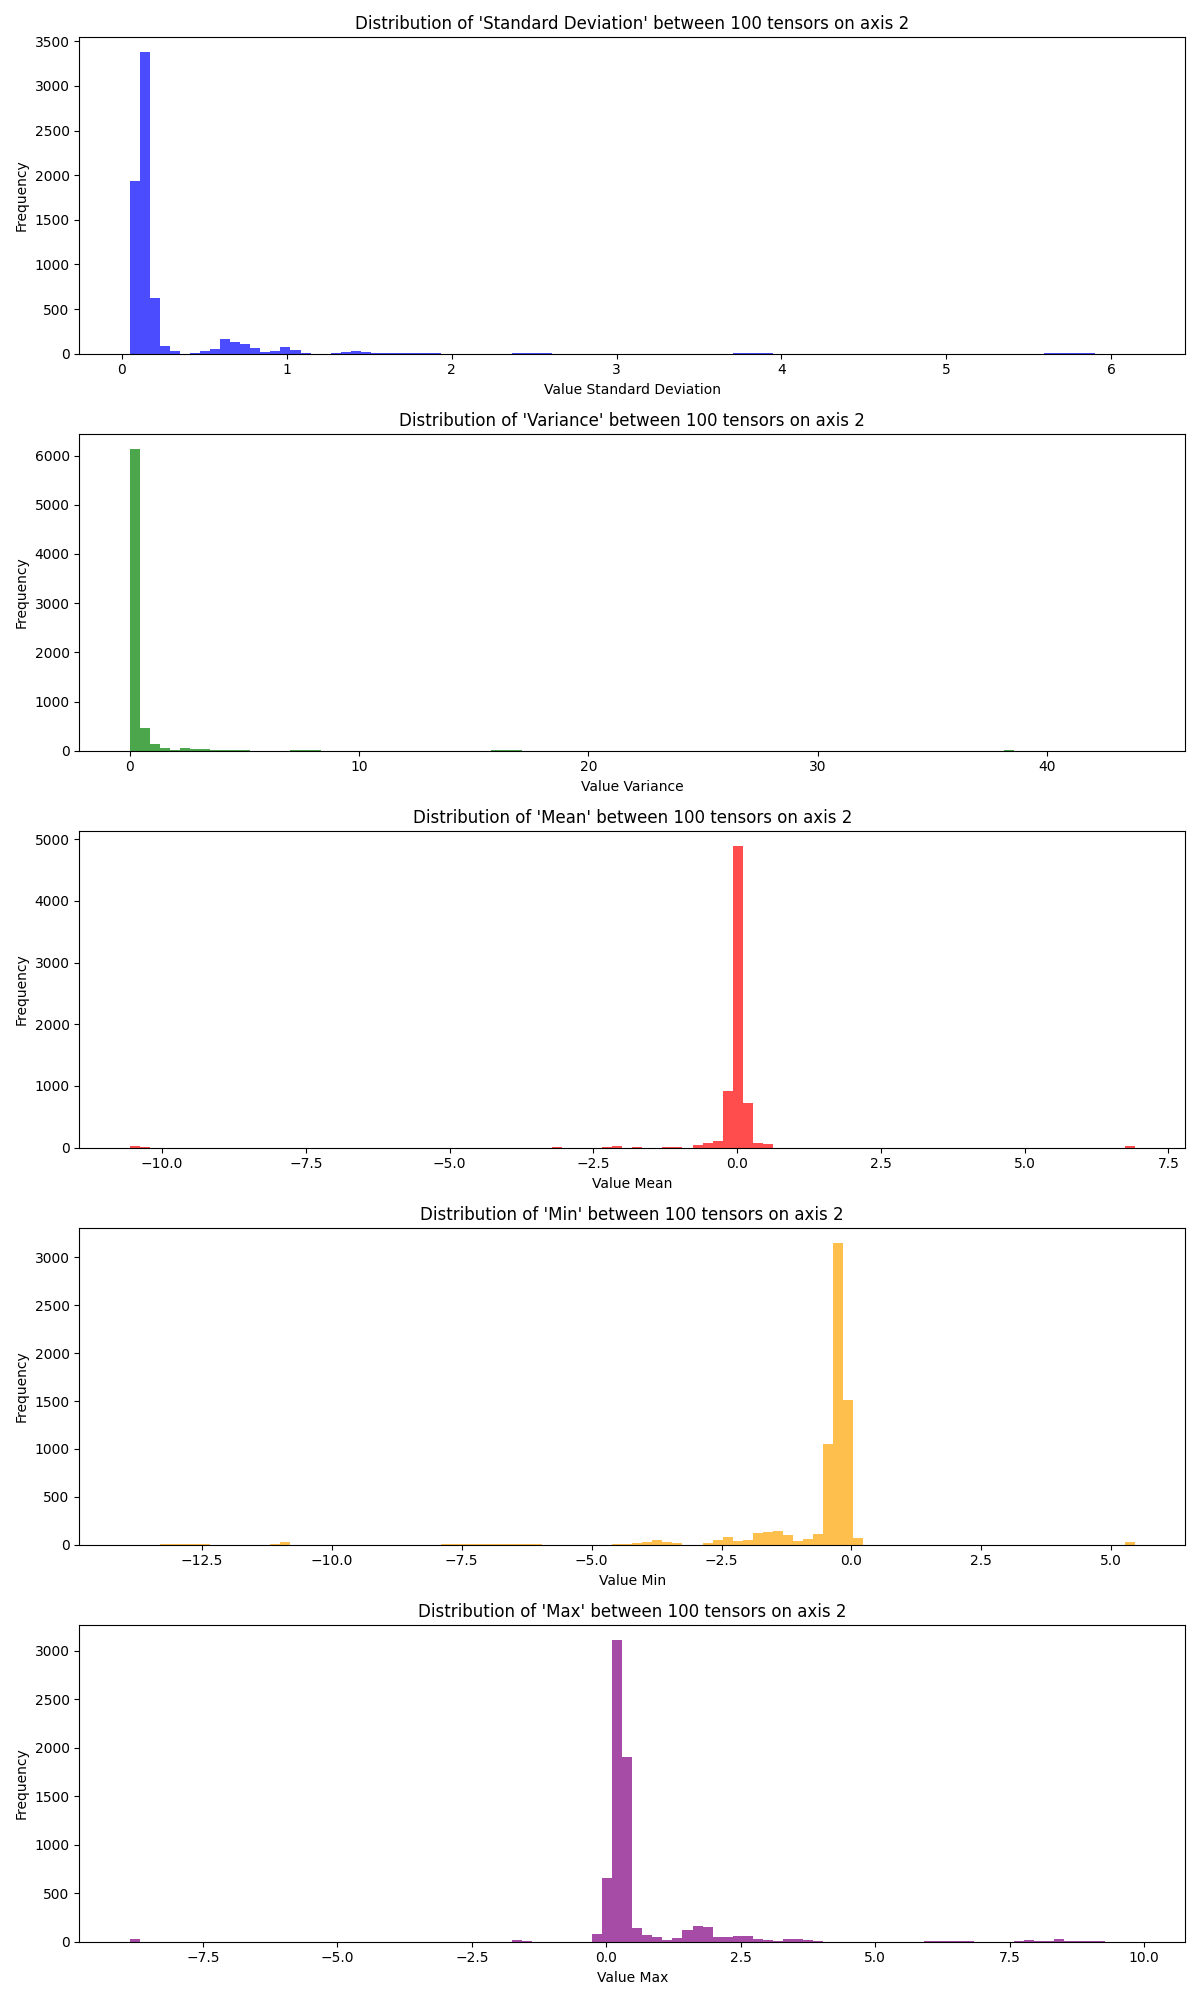 Distribution of 'Standard Deviation' between 100 tensors on axis 2
3500
3000
2500
2000
1500
1000
500
0
Frequency
0 1 2 3 4 5 6
Value Standard Deviation
Distribution of 'Variance' between 100 tensors on axis 2
6000
5000
4000
3000
2000
1000
0
Frequency
0 10 20 30 40
Value Variance
Distribution of 'Mean' between 100 tensors on axis 2
5000
4000
3000
2000
1000
0
Frequency
−10.0 −7.5 −5.0 −2.5 0.0 2.5 5.0 7.5
Value Mean
Distribution of 'Min' between 100 tensors on axis 2
3000
2500
2000
1500
1000
500
0
Frequency
−12.5 −10.0 −7.5 −5.0 −2.5 0.0 2.5 5.0
Value Min
Distribution of 'Max' between 100 tensors on axis 2
3000
2500
2000
1500
1000
500
0
Frequency
−7.5 −5.0 −2.5 0.0 2.5 5.0 7.5 10.0
Value Max